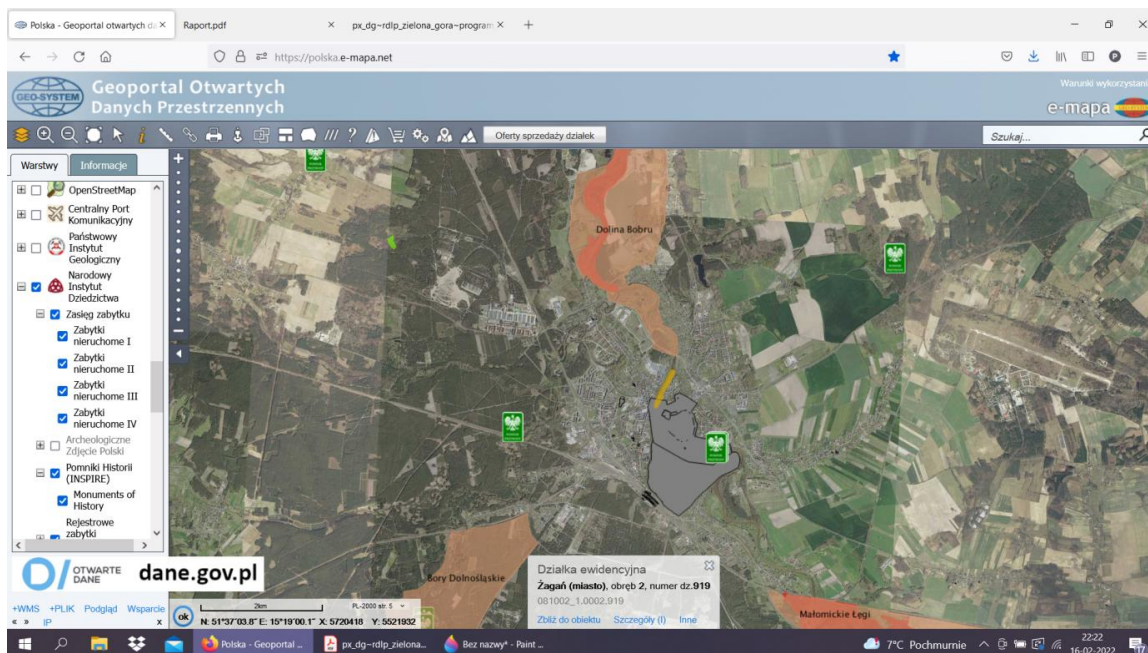 Polska - Geoportal otwartych da
Raport.pdf
px_dg~rdlp_zielona_gora~program
https://polska.e-mapa.net
GEO-SYSTEM
Geoportal Otwartych
Danych Przestrzennych
Warunki wykorzystani
e-mapa
Oferty sprzedaży działek
Szukaj...
Warstwy
Informacje
OpenStreetMap
Centralny Port
Komunikacyjny
Państwowy
Instytut
Geologiczny
Narodowy
Instytut
Dziedzictwa
Zasięg zabytku
Zabytki
nieruchome I
Zabytki
nieruchome II
Zabytki
nieruchome III
Zabytki
nieruchome IV
Archeologiczne
Zdjęcie Polski
Pomniki Historii
(INSPIRE)
Monuments of
History
Rejestrowe
zabytki
Dolina Bobru
Bory Dolnośląskie
Małomickie Łęgi
OTWARTE
DANE
dane.gov.pl
+WMS +PLIK Podgląd Wsparcie
« » IP x
ok
2km
PL-2000 str. 5
N: 51°37'03.8" E: 15°19'00.1" X: 5720418 Y: 5521932
Działka ewidencyjna
Żagań (miasto), obręb 2, numer dz.919
081002_1.0002.919
Zbliż do obiektu Szczegóły (I) Inne
Polska - Geoportal ...
px_dg~rdlp_zielona...
Bez nazwy* - Paint ...
7°C Pochmurnie
22:22
16-02-2022